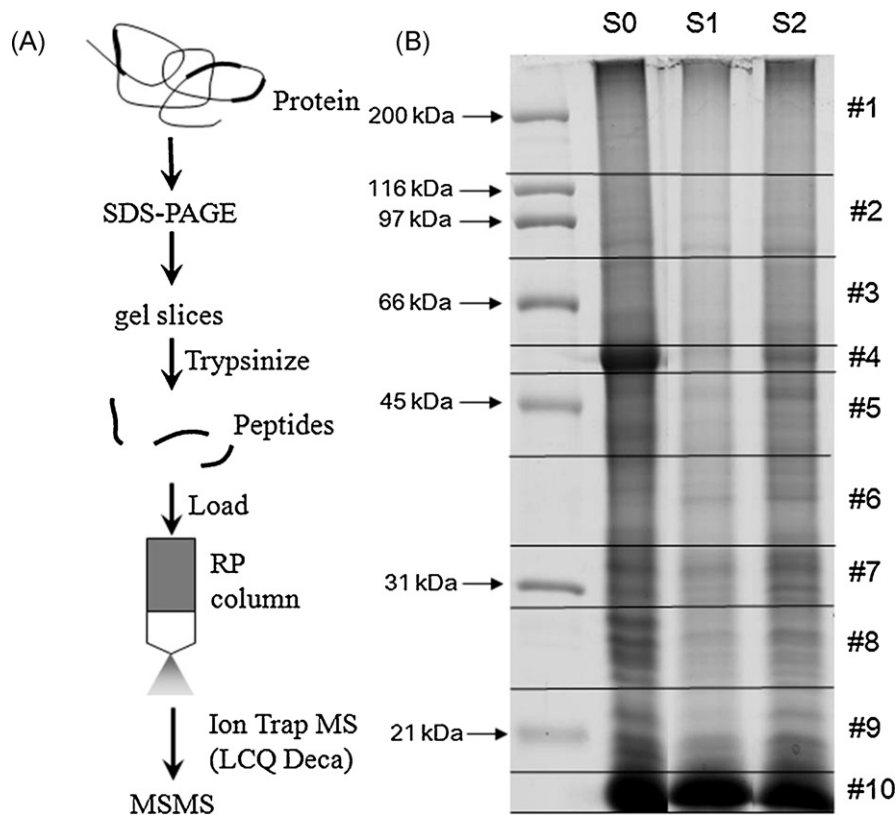 (A)
Protein
SDS-PAGE
gel slices
Trypsinize
Peptides
Load
RP
column
Ion Trap MS
(LCQ Deca)
MSMS
(B)
S0 S1 S2
200 kDa
116 kDa
97 kDa
66 kDa
45 kDa
31 kDa
21 kDa
#1
#2
#3
#4
#5
#6
#7
#8
#9
#10